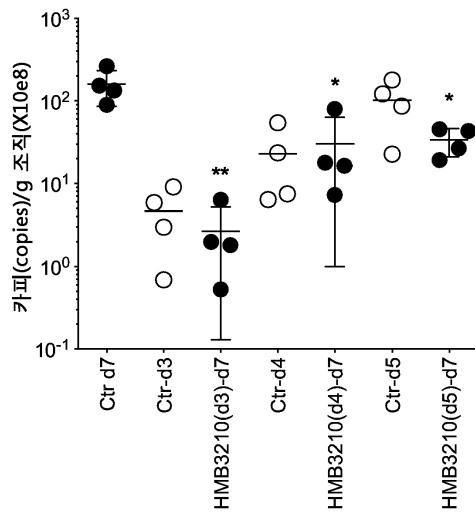 카피(copies)/g 조직(X10e8)
10³
10²
10¹
10⁰
10⁻¹
**
*
*
Ctr d7
Ctr-d3
HMB3210(d3)-d7
Ctr-d4
HMB3210(d4)-d7
Ctr-d5
HMB3210(d5)-d7